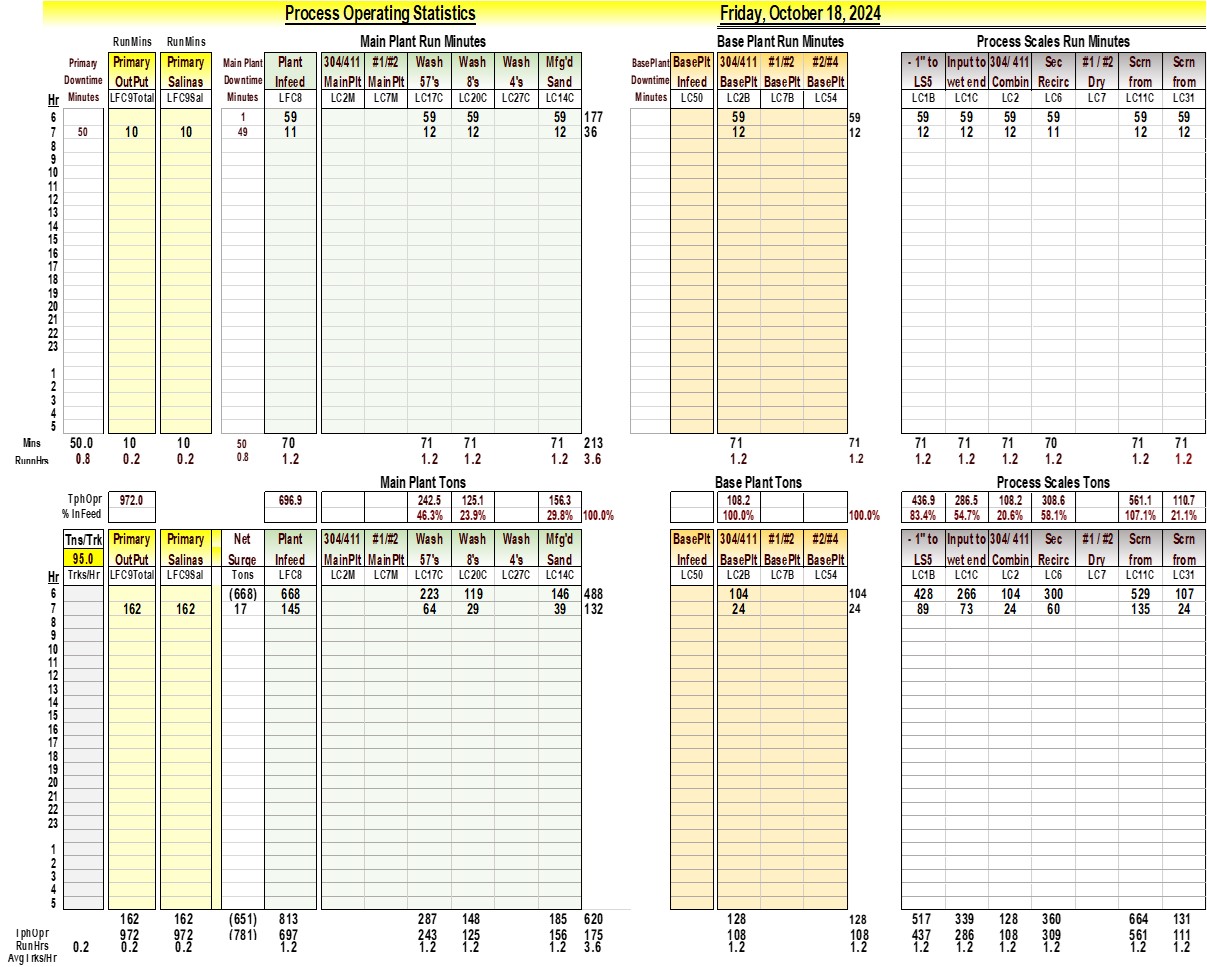 Process Operating Statistics Friday, October 18, 2024
RunMins RunMins Main Plant Run Minutes Base Plant Run Minutes Process Scales Run Minutes
Primary Primary Primary Main Plant Plant 304/411 #1/#2 Wash Wash Wash Mfg'd BasePlant BasePlt 304/411 #1/#2 #2/#4 - 1" to Input to 304/ 411 Sec #1 / #2 Scrn Scrn
Downtime OutPut Salinas Downtime Infeed MainPlt MainPlt 57's 8's 4's Sand Downtime Infeed BasePlt BasePlt BasePlt LS5 wet end Combin Recirc Dry from from
Hr Minutes LFC9Total LFC9Sal Minutes LFC8 LC2M LC7M LC17C LC20C LC27C LC14C Minutes LC50 LC2B LC7B LC54 LC1B LC1C LC2 LC6 LC7 LC11C LC31
6 1 59 59 59 59 177 59 59 59 59 59 59 59 59
7 50 10 10 49 11 12 12 12 36 12 12 12 12 12 11 12 12
8
9
10
11
12
13
14
15
16
17
18
19
20
21
22
23
1
2
3
4
5
Mins 50.0 10 10 50 70 71 71 71 213 71 71 71 71 71 70 71 71
RunnHrs 0.8 0.2 0.2 0.8 1.2 1.2 1.2 1.2 3.6 1.2 1.2 1.2 1.2 1.2 1.2 1.2 1.2
Main Plant Tons Base Plant Tons Process Scales Tons
TphOpr 972.0 696.9 242.5 125.1 156.3 108.2 436.9 286.5 108.2 308.6 561.1 110.7
% InFeed 46.3% 23.9% 29.8% 100.0% 100.0% 100.0% 83.4% 54.7% 20.6% 58.1% 107.1% 21.1%
Tns/Trk Primary Primary Net Plant 304/411 #1/#2 Wash Wash Wash Mfg'd BasePlt 304/411 #1/#2 #2/#4 - 1" to Input to 304/ 411 Sec #1 / #2 Scrn Scrn
95.0 OutPut Salinas Surge Infeed MainPlt MainPlt 57's 8's 4's Sand Infeed BasePlt BasePlt BasePlt LS5 wet end Combin Recirc Dry from from
Hr Trks/Hr LFC9Total LFC9Sal Tons LFC8 LC2M LC7M LC17C LC20C LC27C LC14C LC50 LC2B LC7B LC54 LC1B LC1C LC2 LC6 LC7 LC11C LC31
6 (668) 668 223 119 146 488 104 104 428 266 104 300 529 107
7 162 162 17 145 64 29 39 132 24 24 89 73 24 60 135 24
8
9
10
11
12
13
14
15
16
17
18
19
20
21
22
23
1
2
3
4
5
162 162 (651) 813 287 148 185 620 128 128 517 339 128 360 664 131
TphOpr 972 972 (781) 697 243 125 156 175 108 108 437 286 108 309 561 111
RunHrs 0.2 0.2 0.2 1.2 1.2 1.2 1.2 3.6 1.2 1.2 1.2 1.2 1.2 1.2 1.2 1.2
AvgTrks/Hr